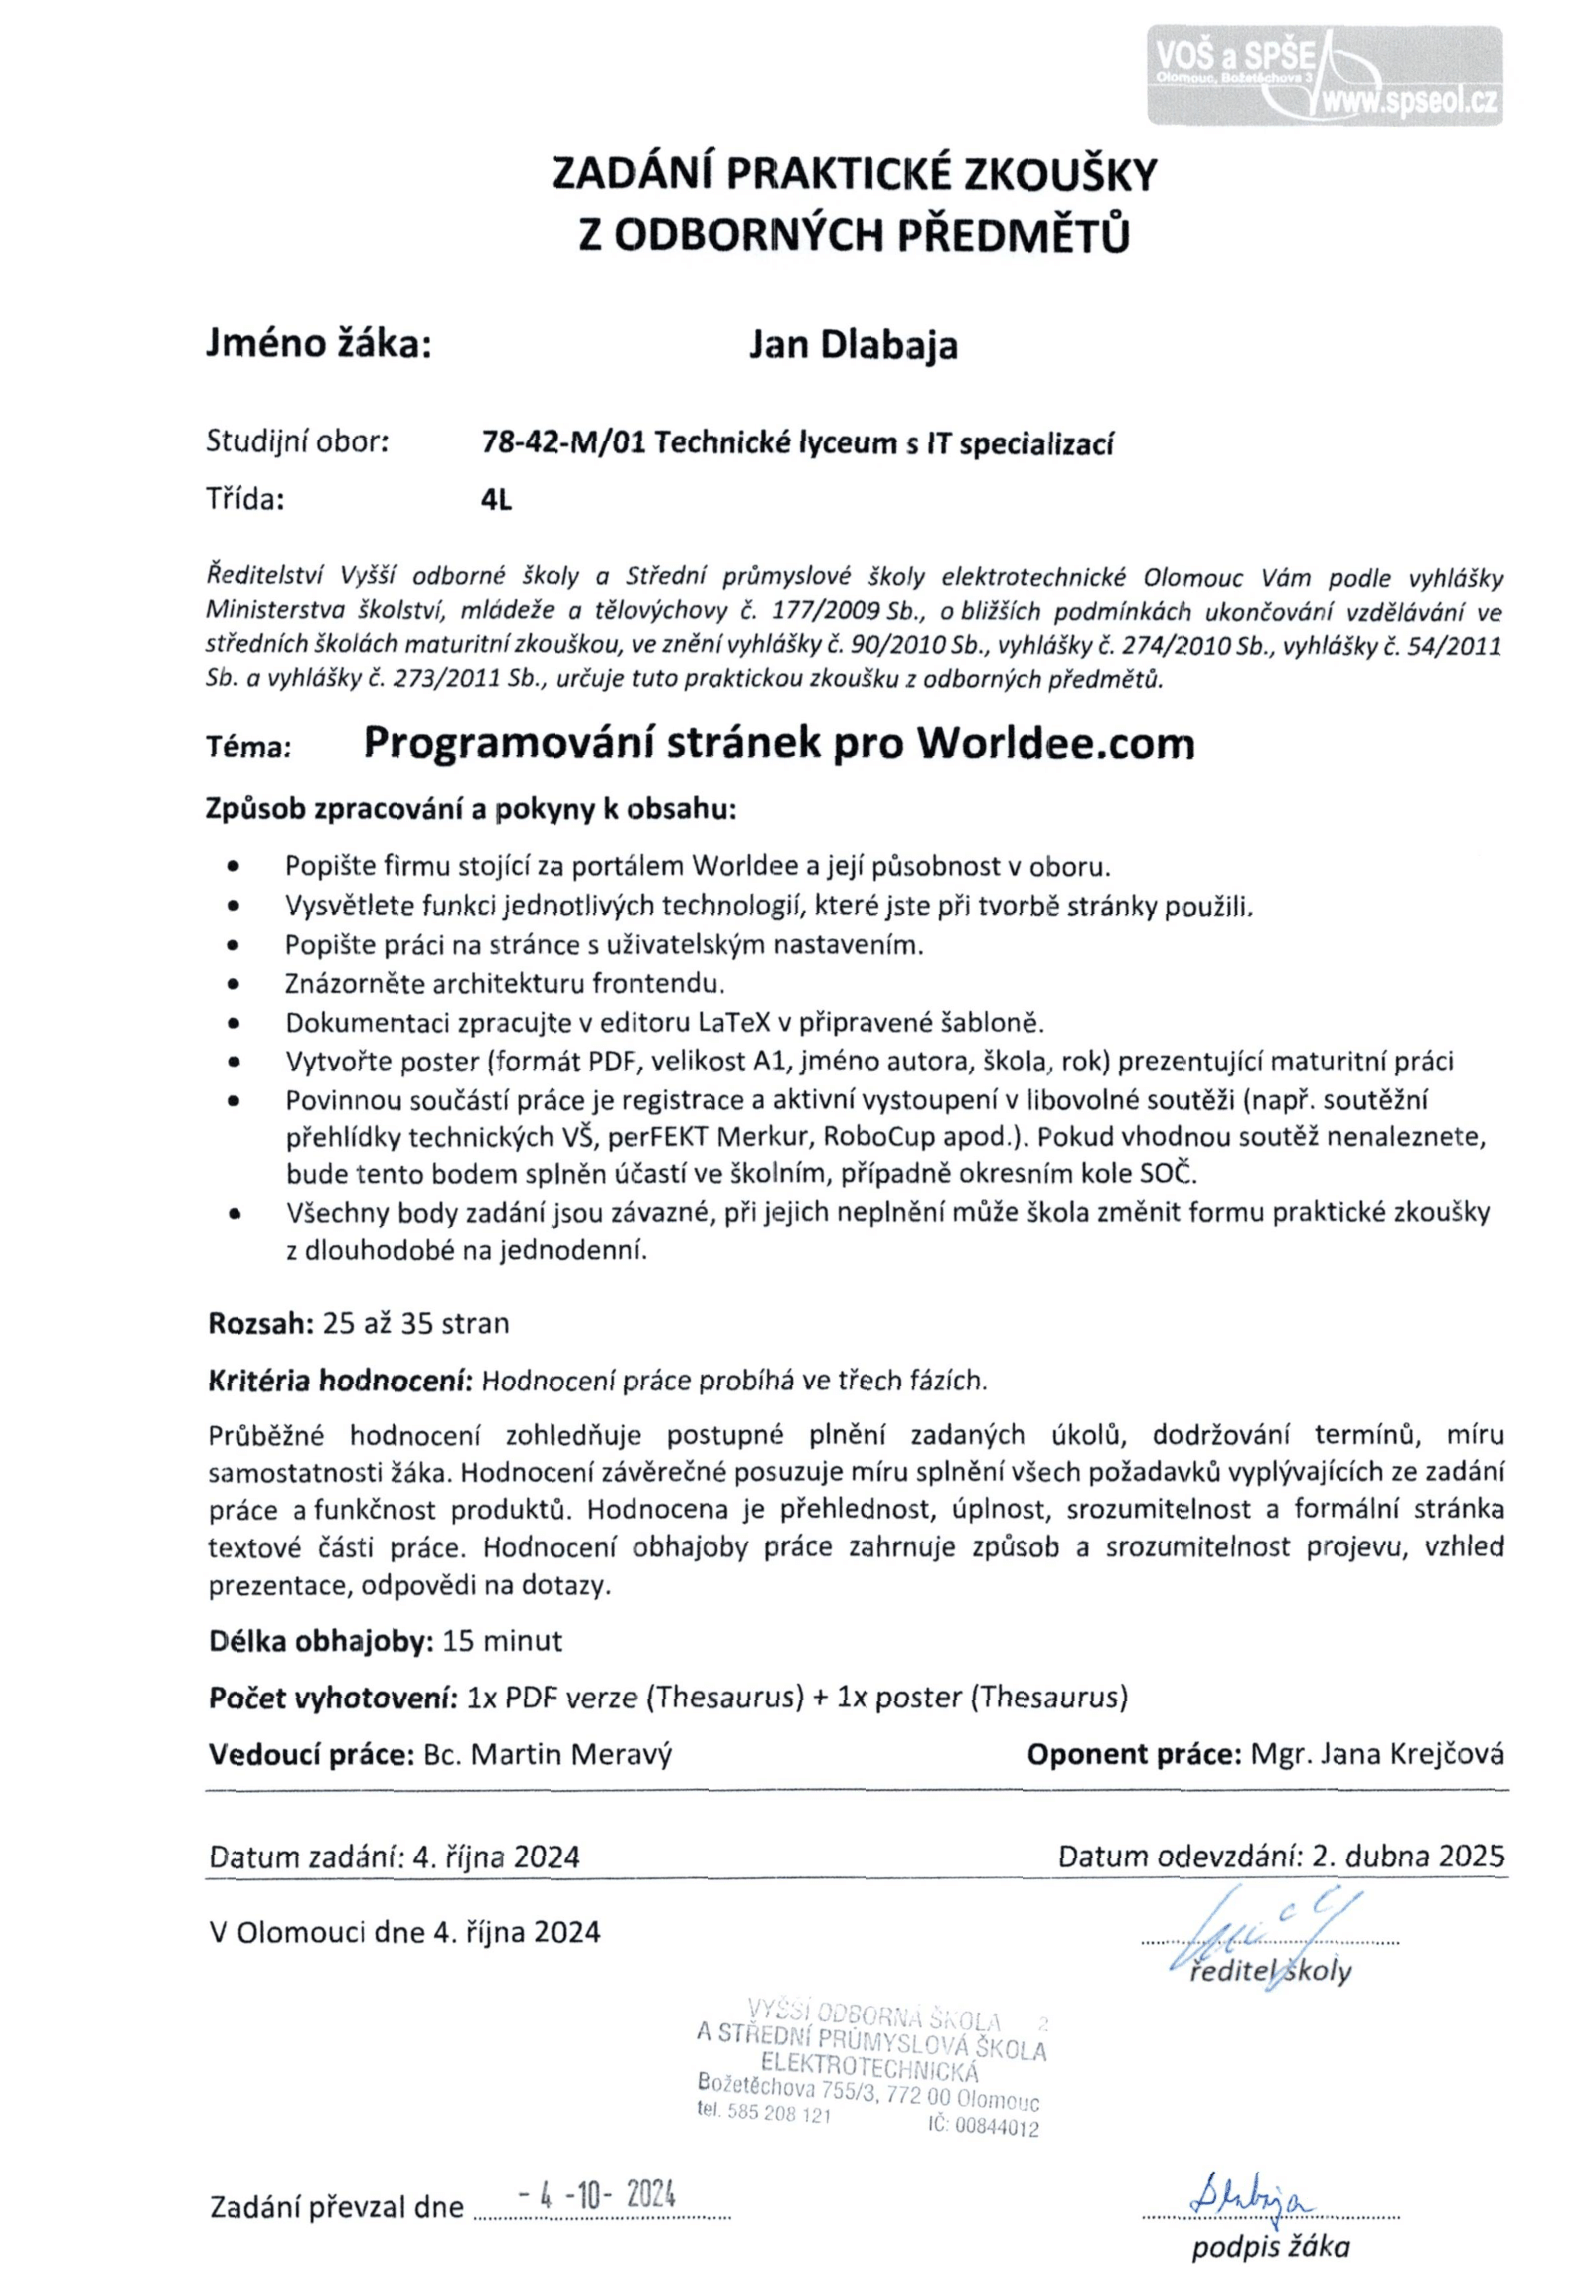 VOŠ a SPŠE
Olomouc, Božetěchova 3
www.spseol.cz
ZADÁNÍ PRAKTICKÉ ZKOUŠKY
Z ODBORNÝCH PŘEDMĚTŮ
Jméno žáka: Jan Dlabaja
Studijní obor: 78-42-M/01 Technické lyceum s IT specializací
Třída: 4L
Ředitelství Vyšší odborné školy a Střední průmyslové školy elektrotechnické Olomouc Vám podle vyhlášky
Ministerstva školství, mládeže a tělovýchovy č. 177/2009 Sb., o bližších podmínkách ukončování vzdělávání ve
středních školách maturitní zkouškou, ve znění vyhlášky č. 90/2010 Sb., vyhlášky č. 274/2010 Sb., vyhlášky č. 54/2011
Sb. a vyhlášky č. 273/2011 Sb., určuje tuto praktickou zkoušku z odborných předmětů.
Téma: Programování stránek pro Worldee.com
Způsob zpracování a pokyny k obsahu:
• Popište firmu stojící za portálem Worldee a její působnost v oboru.
• Vysvětlete funkci jednotlivých technologií, které jste při tvorbě stránky použili.
• Popište práci na stránce s uživatelským nastavením.
• Znázorněte architekturu frontendu.
• Dokumentaci zpracujte v editoru LaTeX v připravené šabloně.
• Vytvořte poster (formát PDF, velikost A1, jméno autora, škola, rok) prezentující maturitní práci
• Povinnou součástí práce je registrace a aktivní vystoupení v libovolné soutěži (např. soutěžní
přehlídky technických VŠ, perFEKT Merkur, RoboCup apod.). Pokud vhodnou soutěž nenaleznete,
bude tento bodem splněn účastí ve školním, případně okresním kole SOČ.
• Všechny body zadání jsou závazné, při jejich neplnění může škola změnit formu praktické zkoušky
z dlouhodobé na jednodenní.
Rozsah: 25 až 35 stran
Kritéria hodnocení: Hodnocení práce probíhá ve třech fázích.
Průběžné hodnocení zohledňuje postupné plnění zadaných úkolů, dodržování termínů, míru
samostatnosti žáka. Hodnocení závěrečné posuzuje míru splnění všech požadavků vyplývajících ze zadání
práce a funkčnost produktů. Hodnocena je přehlednost, úplnost, srozumitelnost a formální stránka
textové části práce. Hodnocení obhajoby práce zahrnuje způsob a srozumitelnost projevu, vzhled
prezentace, odpovědi na dotazy.
Délka obhajoby: 15 minut
Počet vyhotovení: 1x PDF verze (Thesaurus) + 1x poster (Thesaurus)
Vedoucí práce: Bc. Martin Meravý Oponent práce: Mgr. Jana Krejčová
Datum zadání: 4. října 2024 Datum odevzdání: 2. dubna 2025
V Olomouci dne 4. října 2024
ředitel školy
VYŠŠÍ ODBORNÁ ŠKOLA 2
A STŘEDNÍ PRŮMYSLOVÁ ŠKOLA
ELEKTROTECHNICKÁ
Božetěchova 755/3, 772 00 Olomouc
tel. 585 208 121 IČ: 00844012
Zadání převzal dne - 4 -10- 2024
Dlabaja
podpis žáka